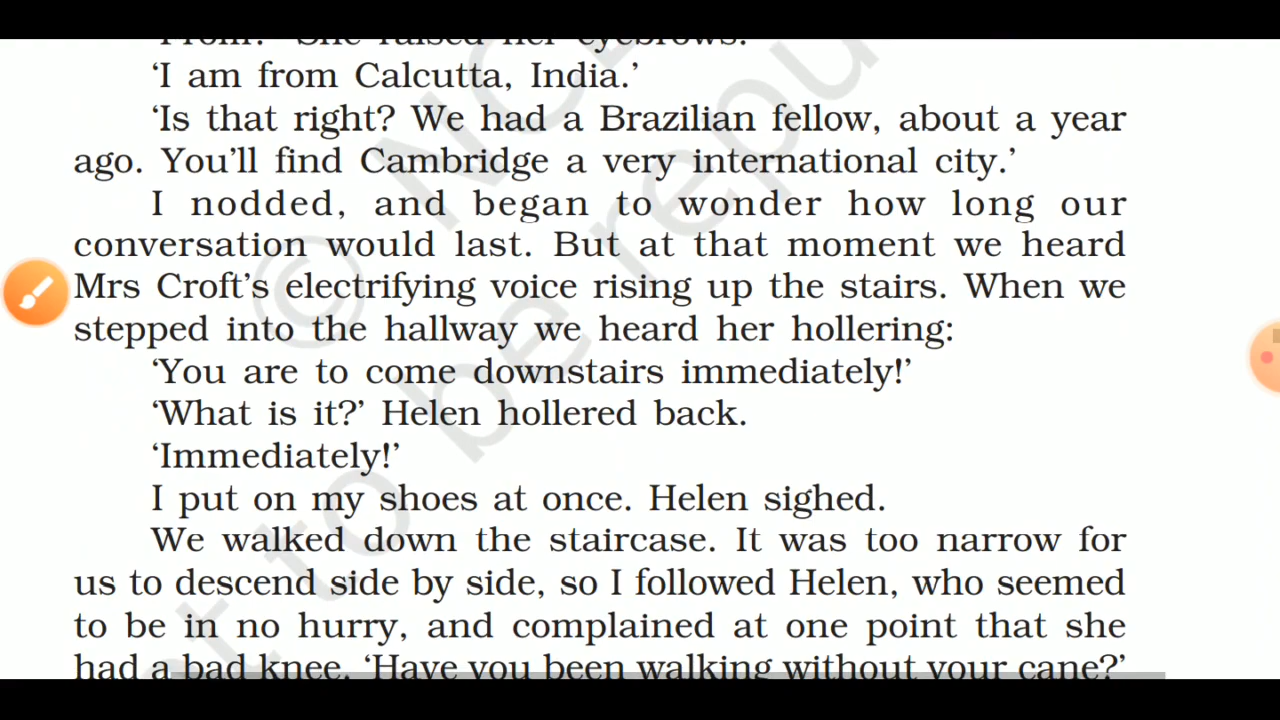 ‘From?’ She raised her eyebrows.
‘I am from Calcutta, India.’
‘Is that right? We had a Brazilian fellow, about a year
ago. You’ll find Cambridge a very international city.’
I nodded, and began to wonder how long our
conversation would last. But at that moment we heard
Mrs Croft’s electrifying voice rising up the stairs. When we
stepped into the hallway we heard her hollering:
‘You are to come downstairs immediately!’
‘What is it?’ Helen hollered back.
‘Immediately!’
I put on my shoes at once. Helen sighed.
We walked down the staircase. It was too narrow for
us to descend side by side, so I followed Helen, who seemed
to be in no hurry, and complained at one point that she
had a bad knee. ‘Have you been walking without your cane?’